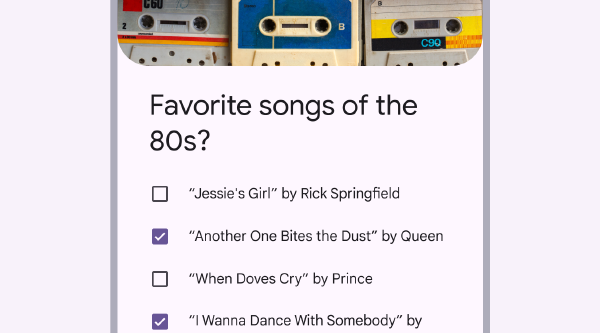 C60
B
B
C90
Favorite songs of the
80s?
"Jessie's Girl" by Rick Springfield
"Another One Bites the Dust" by Queen
"When Doves Cry" by Prince
"I Wanna Dance With Somebody" by